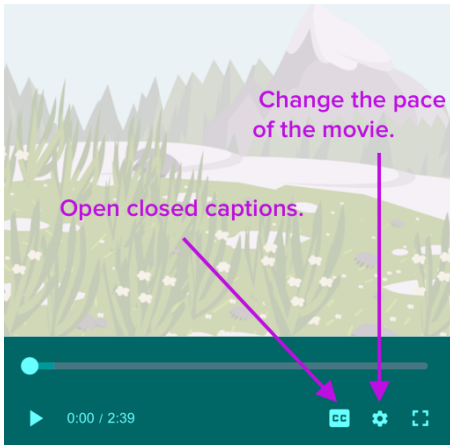 Change the pace
of the movie.
Open closed captions.
0:00 / 2:39
CC